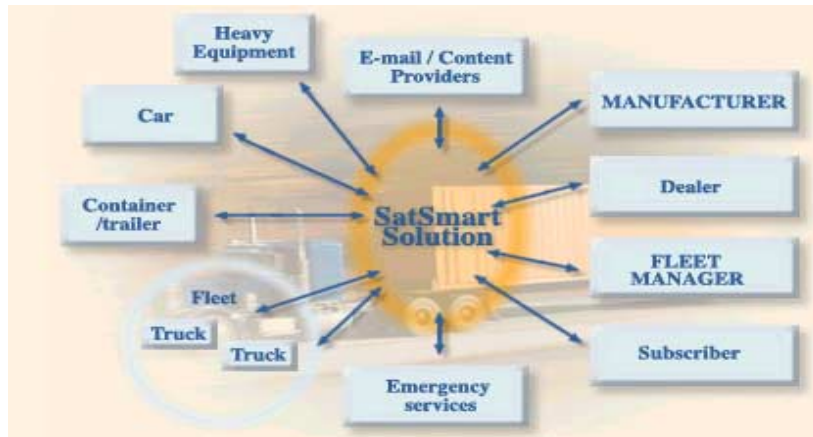 Heavy
Equipment
E-mail / Content
Providers
MANUFACTURER
Car
Dealer
Container
/trailer
SatSmart
Solution
FLEET
MANAGER
Fleet
Truck
Truck
Subscriber
Emergency
services